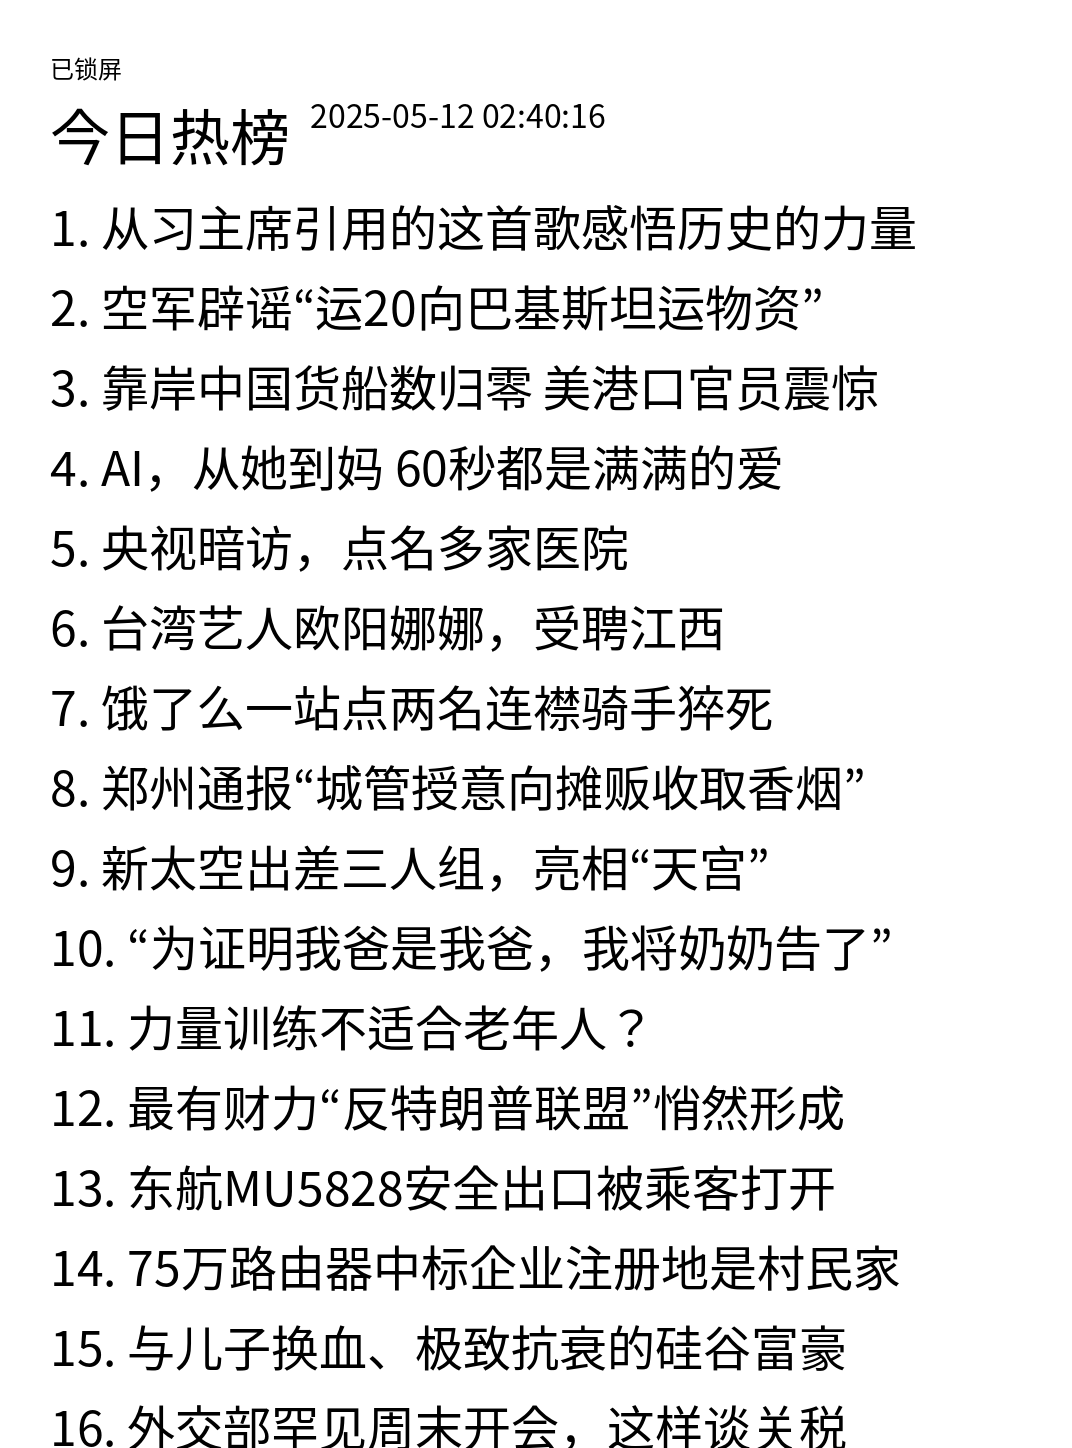 已锁屏
今日热榜 2025-05-12 02:40:16
1. 从习主席引用的这首歌感悟历史的力量
2. 空军辟谣“运20向巴基斯坦运物资”
3. 靠岸中国货船数归零 美港口官员震惊
4. AI，从她到妈 60秒都是满满的爱
5. 央视暗访，点名多家医院
6. 台湾艺人欧阳娜娜，受聘江西
7. 饿了么一站点两名连襟骑手猝死
8. 郑州通报“城管授意向摊贩收取香烟”
9. 新太空出差三人组，亮相“天宫”
10. “为证明我爸是我爸，我将奶奶告了”
11. 力量训练不适合老年人？
12. 最有财力“反特朗普联盟”悄然形成
13. 东航MU5828安全出口被乘客打开
14. 75万路由器中标企业注册地是村民家
15. 与儿子换血、极致抗衰的硅谷富豪
16. 外交部罕见周末开会，这样谈关税